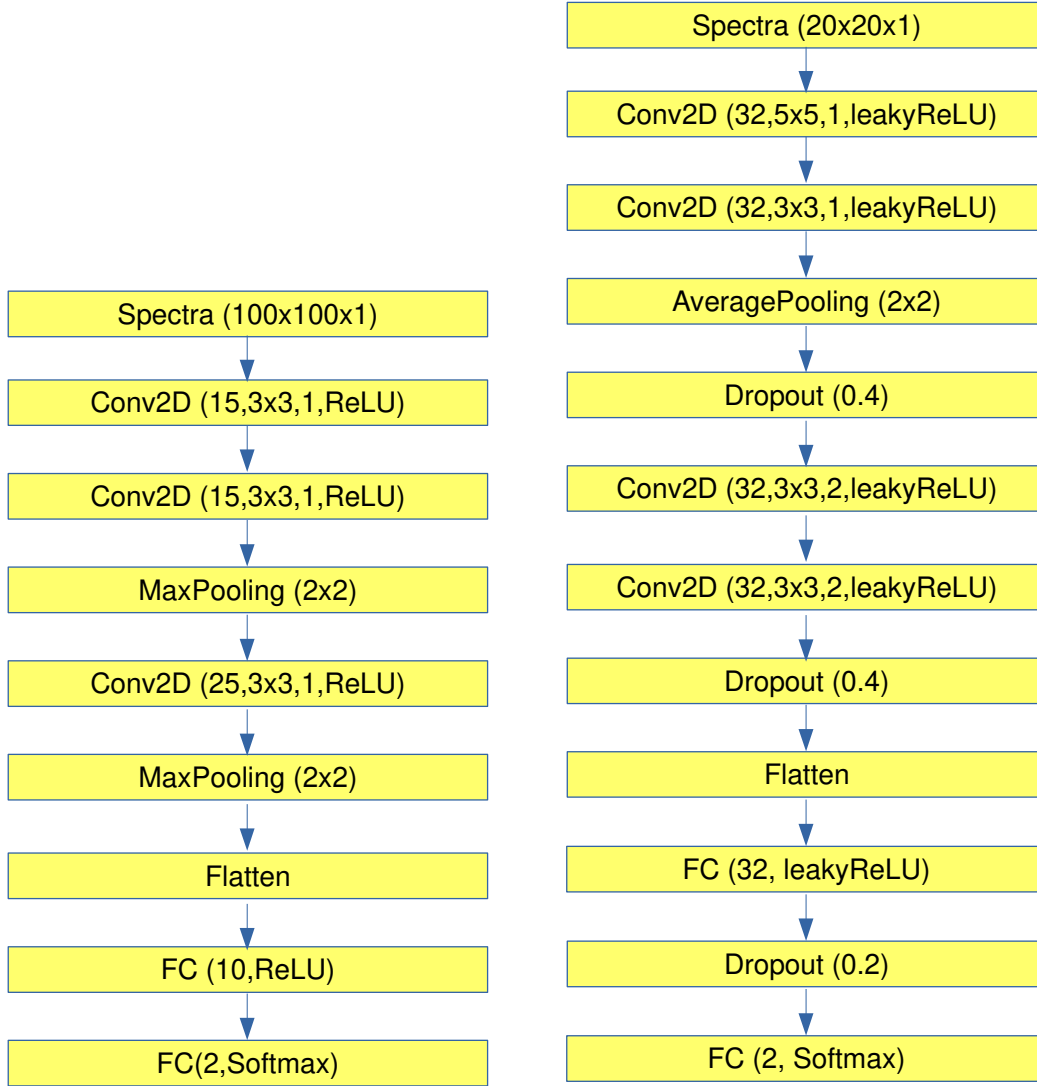 Spectra (100x100x1)
Conv2D (15,3x3,1,ReLU)
Conv2D (15,3x3,1,ReLU)
MaxPooling (2x2)
Conv2D (25,3x3,1,ReLU)
MaxPooling (2x2)
Flatten
FC (10,ReLU)
FC(2,Softmax)
Spectra (20x20x1)
Conv2D (32,5x5,1,leakyReLU)
Conv2D (32,3x3,1,leakyReLU)
AveragePooling (2x2)
Dropout (0.4)
Conv2D (32,3x3,2,leakyReLU)
Conv2D (32,3x3,2,leakyReLU)
Dropout (0.4)
Flatten
FC (32, leakyReLU)
Dropout (0.2)
FC (2, Softmax)